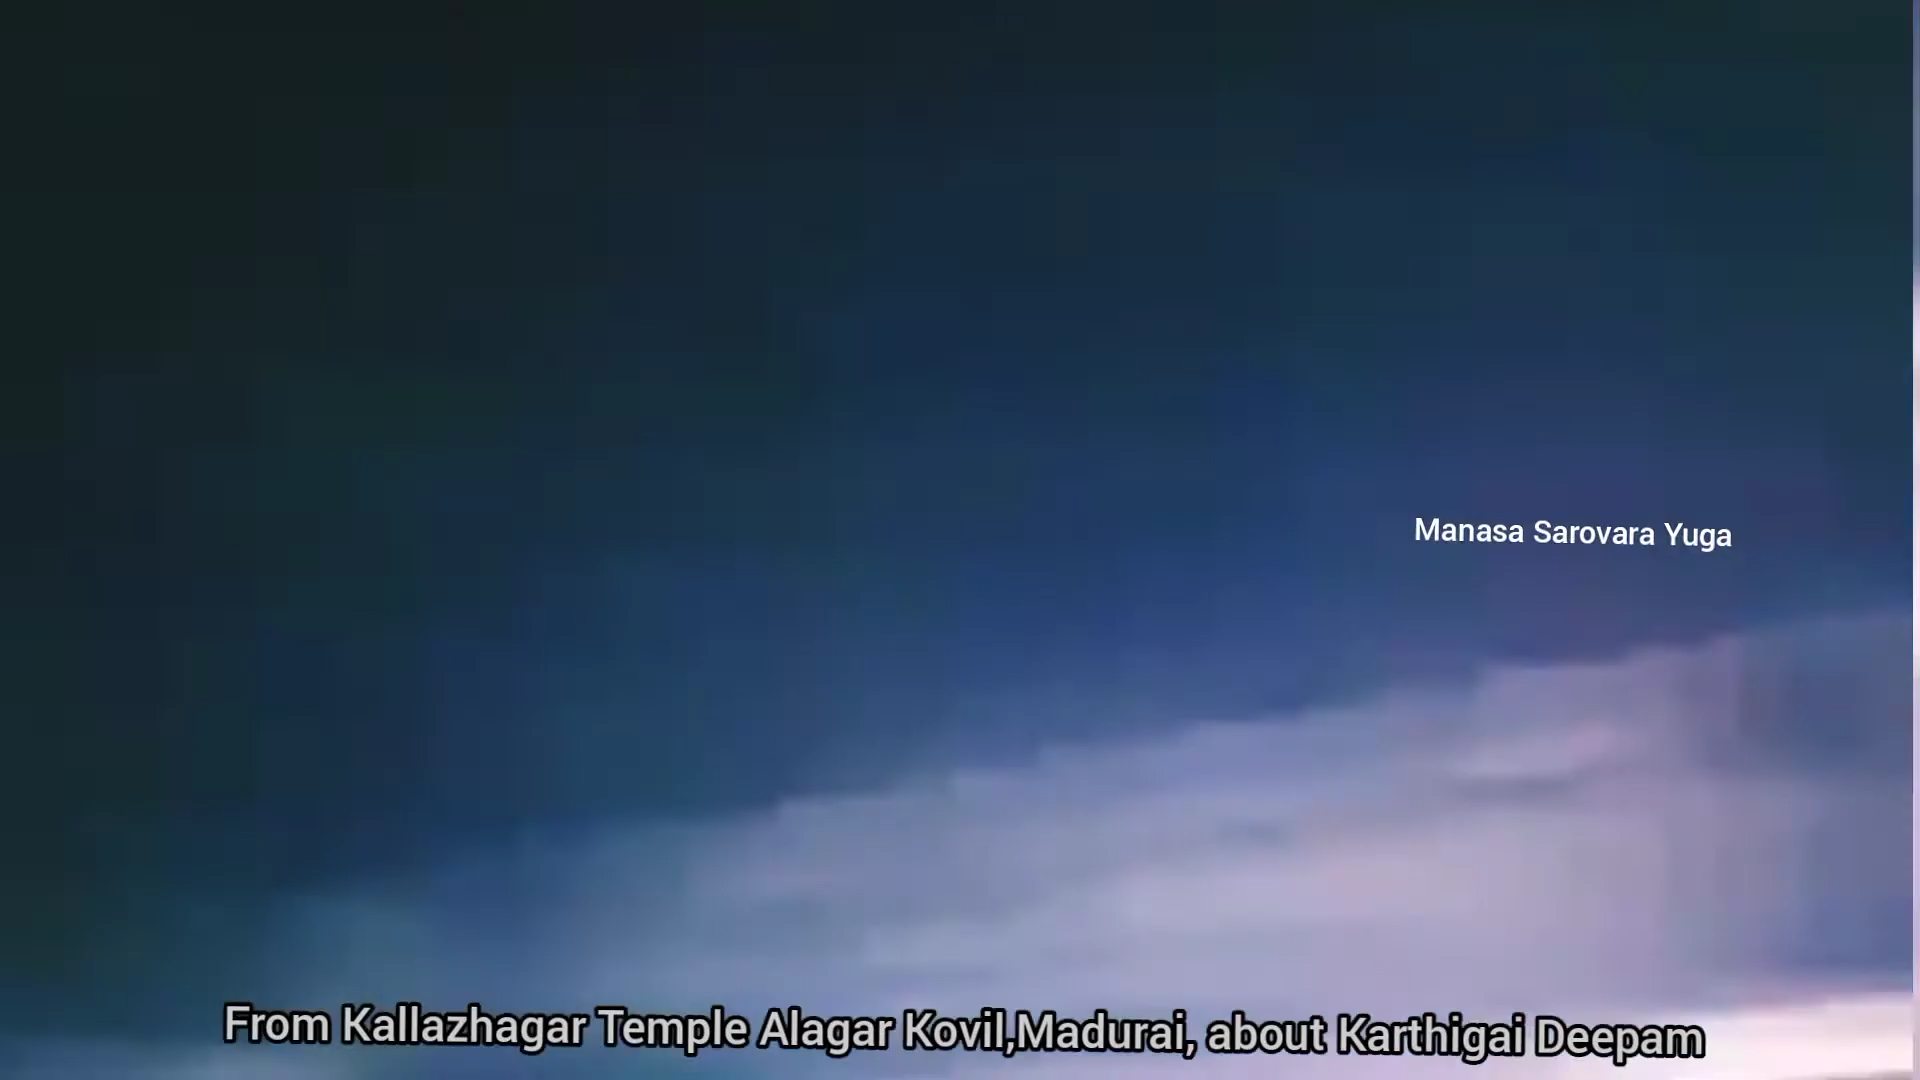 Manasa Sarovara Yuga
From Kallazhagar Temple Alagar Kovil,Madurai, about Karthigai Deepam